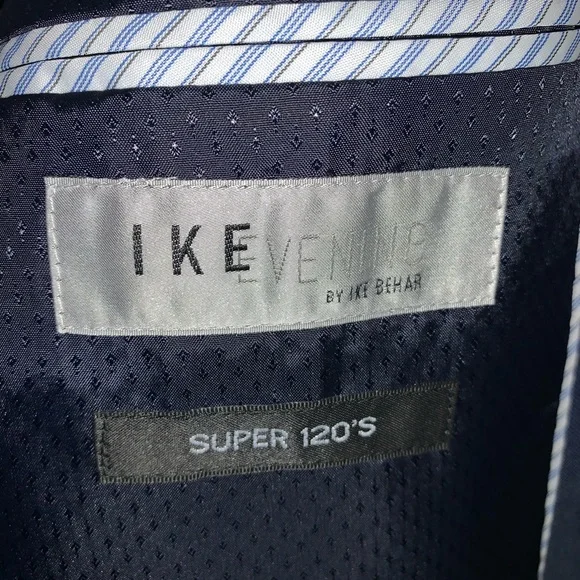 IKE EVENING
BY IKE BEHAR
SUPER 120'S